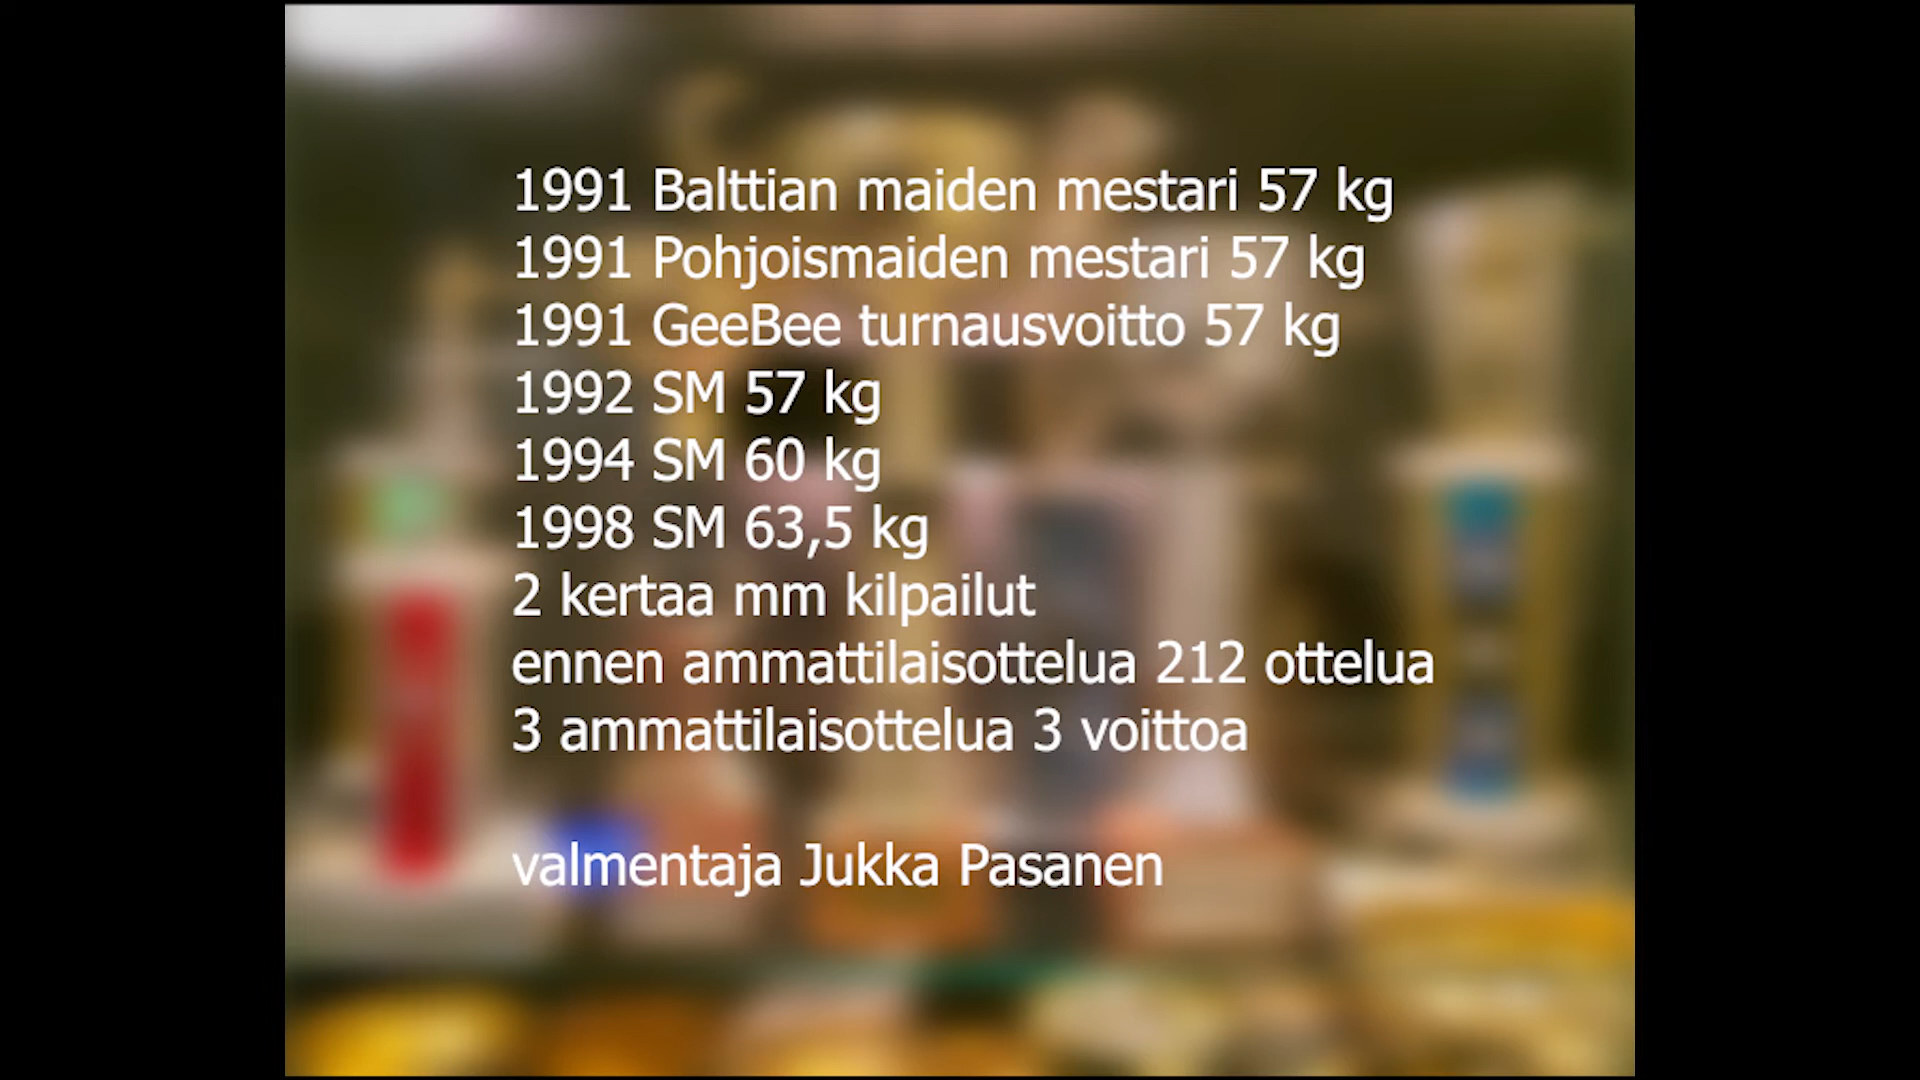 1991 Balttian maiden mestari 57 kg
1991 Pohjoismaiden mestari 57 kg
1991 GeeBee turnausvoitto 57 kg
1992 SM 57 kg
1994 SM 60 kg
1998 SM 63,5 kg
2 kertaa mm kilpailut
ennen ammattilaisottelua 212 ottelua
3 ammattilaisottelua 3 voittoa
valmentaja Jukka Pasanen